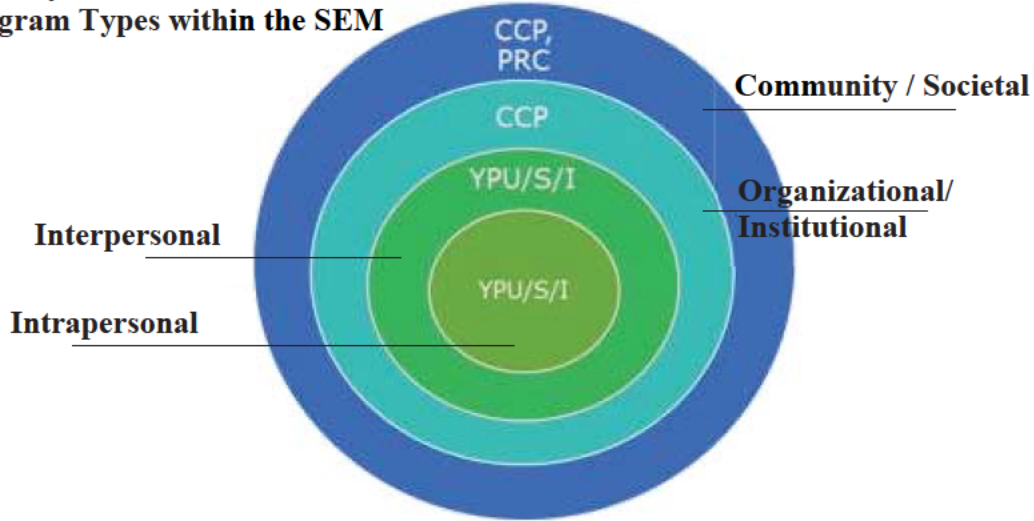 gram Types within the SEM
CCP,
PRC
Community / Societal
CCP
YPU/S/I
Organizational/
Institutional
Interpersonal
YPU/S/I
Intrapersonal